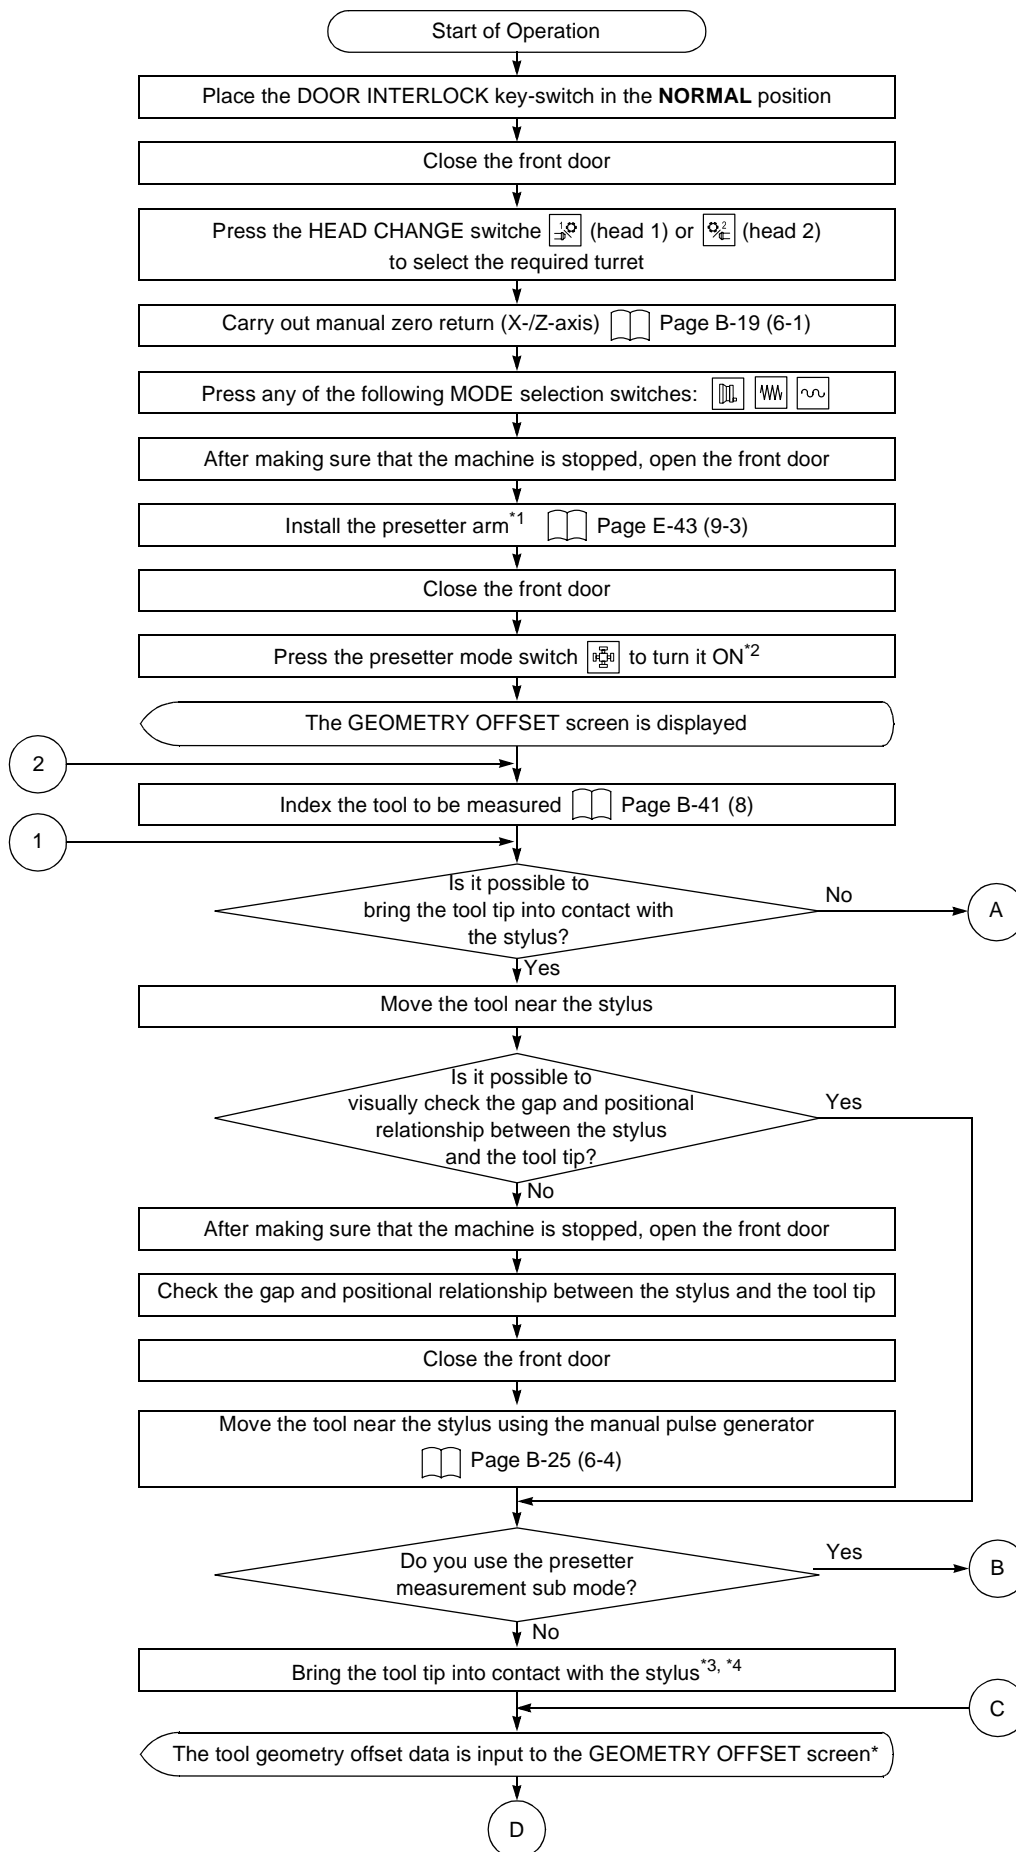 Start of Operation
Place the DOOR INTERLOCK key-switch in the NORMAL position
Close the front door
Press the HEAD CHANGE switche 1 (head 1) or 2 (head 2)
to select the required turret
Carry out manual zero return (X-/Z-axis) Page B-19 (6-1)
Press any of the following MODE selection switches:
After making sure that the machine is stopped, open the front door
Install the presetter arm*1 Page E-43 (9-3)
Close the front door
Press the presetter mode switch to turn it ON*2
The GEOMETRY OFFSET screen is displayed
2
Index the tool to be measured Page B-41 (8)
1
Is it possible to
bring the tool tip into contact with
the stylus?
No
A
Yes
Move the tool near the stylus
Is it possible to
visually check the gap and positional
relationship between the stylus
and the tool tip?
Yes
No
After making sure that the machine is stopped, open the front door
Check the gap and positional relationship between the stylus and the tool tip
Close the front door
Move the tool near the stylus using the manual pulse generator
Page B-25 (6-4)
Do you use the presetter
measurement sub mode?
Yes
B
No
Bring the tool tip into contact with the stylus*3, *4
C
The tool geometry offset data is input to the GEOMETRY OFFSET screen*
D